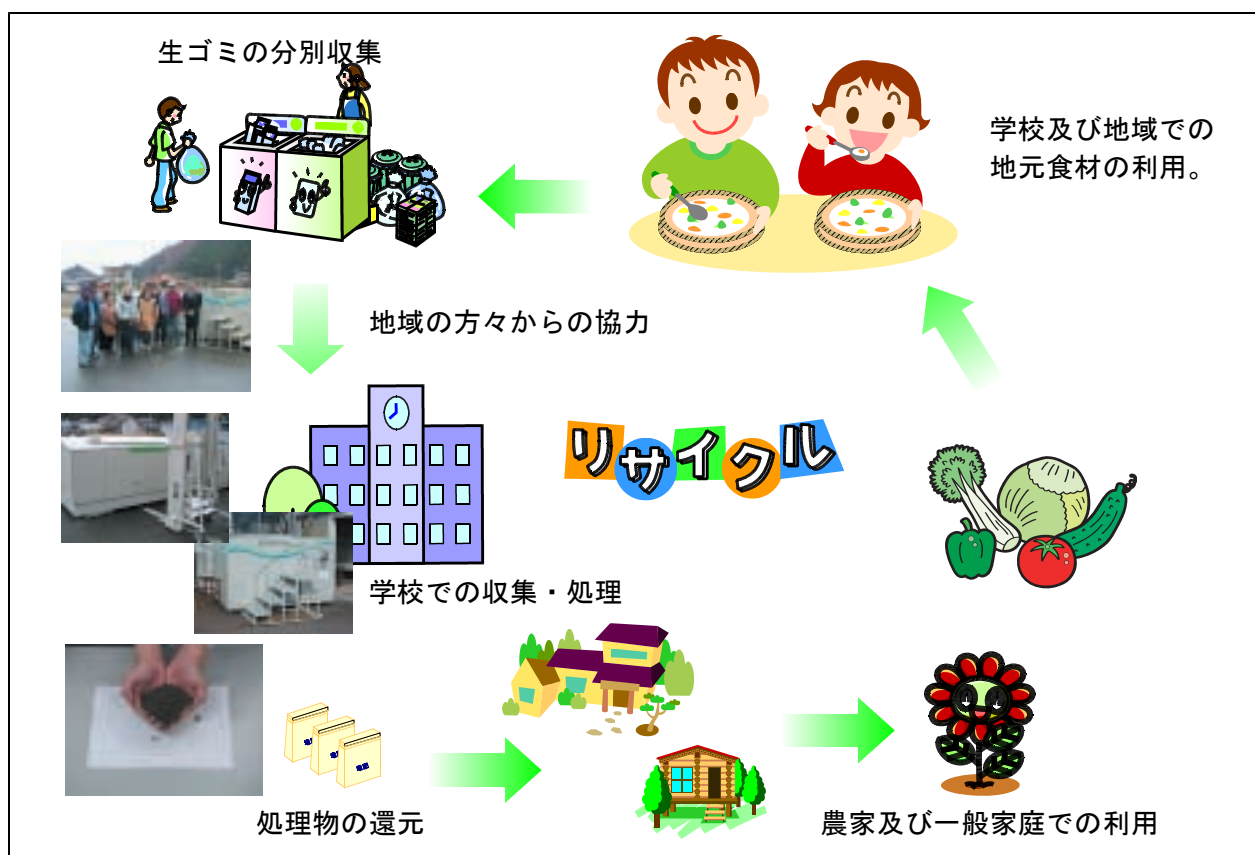 生ゴミの分別収集
学校及び地域での
地元食材の利用。
地域の方々からの協力
リサイクル
学校での収集・処理
処理物の還元
農家及び一般家庭での利用